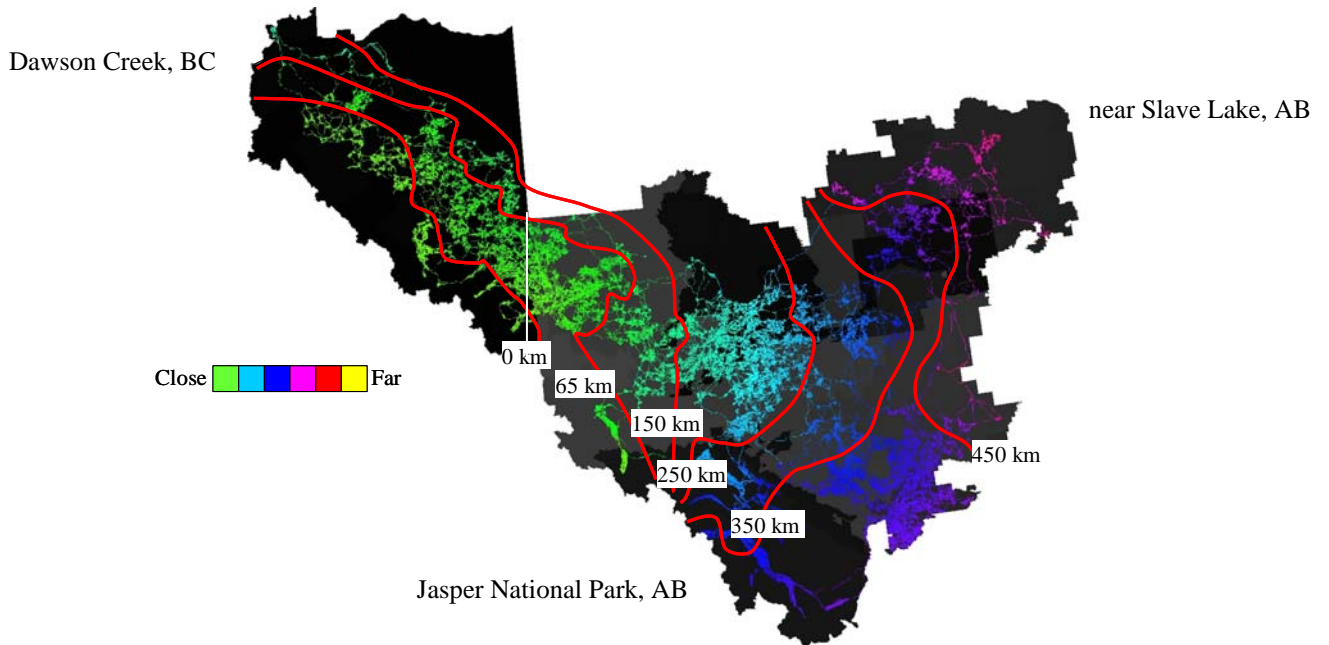 Dawson Creek, BC
near Slave Lake, AB
0 km
Close
Far
65 km
150 km
450 km
250 km
350 km
Jasper National Park, AB